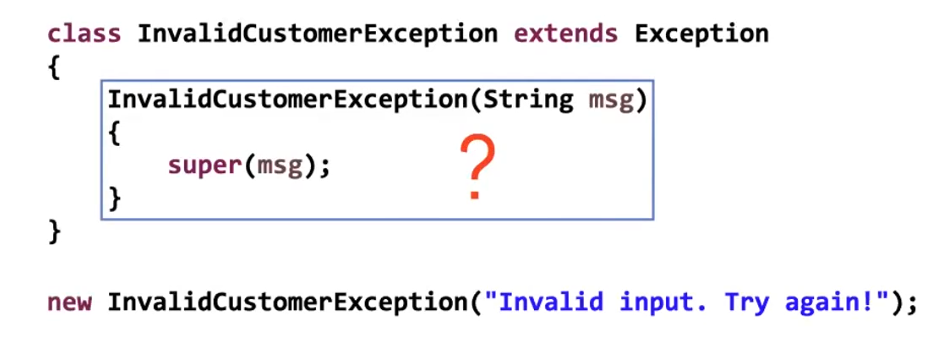 class InvalidCustomerException extends Exception
{
InvalidCustomerException(String msg)
{
super(msg);
?
}
}
new InvalidCustomerException("Invalid input. Try again!");